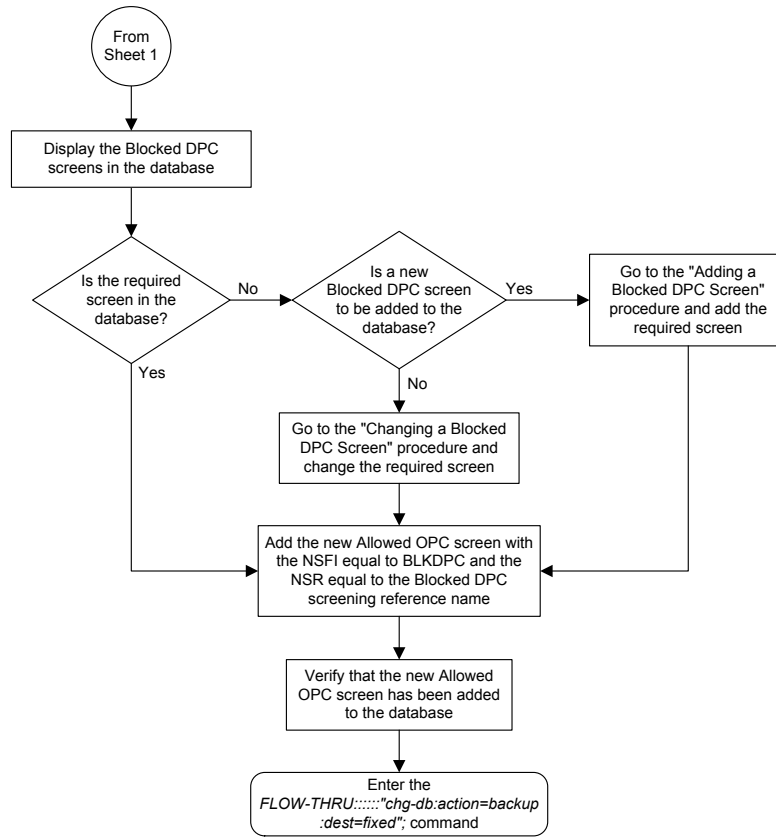 From
Sheet 1
Display the Blocked DPC
screens in the database
Is the required
screen in the
database?
No
Yes
Is a new
Blocked DPC screen
to be added to the
database?
Yes
No
Go to the "Adding a
Blocked DPC Screen"
procedure and add the
required screen
Go to the "Changing a Blocked
DPC Screen" procedure and
change the required screen
Add the new Allowed OPC screen with
the NSFI equal to BLKDPC and the
NSR equal to the Blocked DPC
screening reference name
Verify that the new Allowed
OPC screen has been added
to the database
Enter the
FLOW-THRU::::::"chg-db:action=backup
:dest=fixed"; command